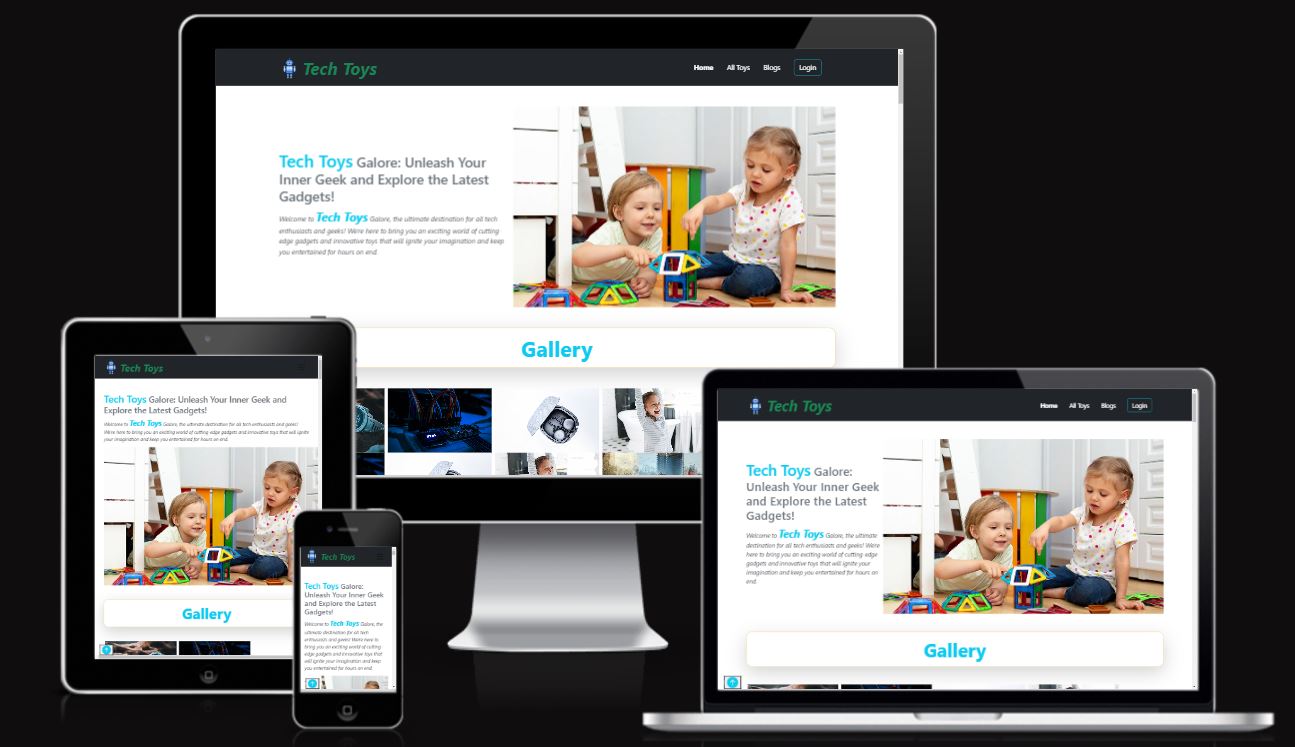 Tech Toys
Home All Toys Blogs Login
Tech Toys Galore: Unleash Your
Inner Geek and Explore the Latest
Gadgets!
Welcome to Tech Toys Galore, the ultimate destination for all tech
enthusiasts and geeks! We're here to bring you an exciting world of cutting
edge gadgets and innovative toys that will ignite your imagination and keep
you entertained for hours on end.
Gallery
Tech Toys
Tech Toys Galore: Unleash Your Inner Geek and
Explore the Latest Gadgets!
Welcome to Tech Toys Galore, the ultimate destination for all tech enthusiasts and geeks!
We're here to bring you an exciting world of cutting edge gadgets and innovative toys that will ignite
your imagination and keep you entertained for hours on end.
Gallery
Tech Toys
Tech Toys Galore:
Unleash Your Inner Geek
and Explore the Latest
Gadgets!
Welcome to Tech Toys Galore, the
ultimate destination for all tech
enthusiasts and geeks! We're here
to bring you an exciting world of
cutting edge gadgets and innovative
toys that will ignite your
imagination and keep you
entertained for hours on end.
Tech Toys
Home All Toys Blogs Login
Tech Toys Galore:
Unleash Your Inner Geek
and Explore the Latest
Gadgets!
Welcome to Tech Toys Galore, the ultimate
destination for all tech enthusiasts and geeks! We're
here to bring you an exciting world of cutting edge
gadgets and innovative toys that will ignite your
imagination and keep you entertained for hours on
end.
Gallery